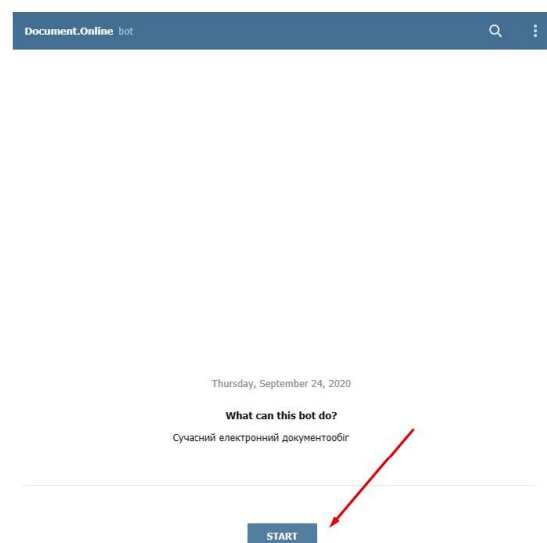 Document.Online bot
Thursday, September 24, 2020
What can this bot do?
Сучасний електронний документообіг
START